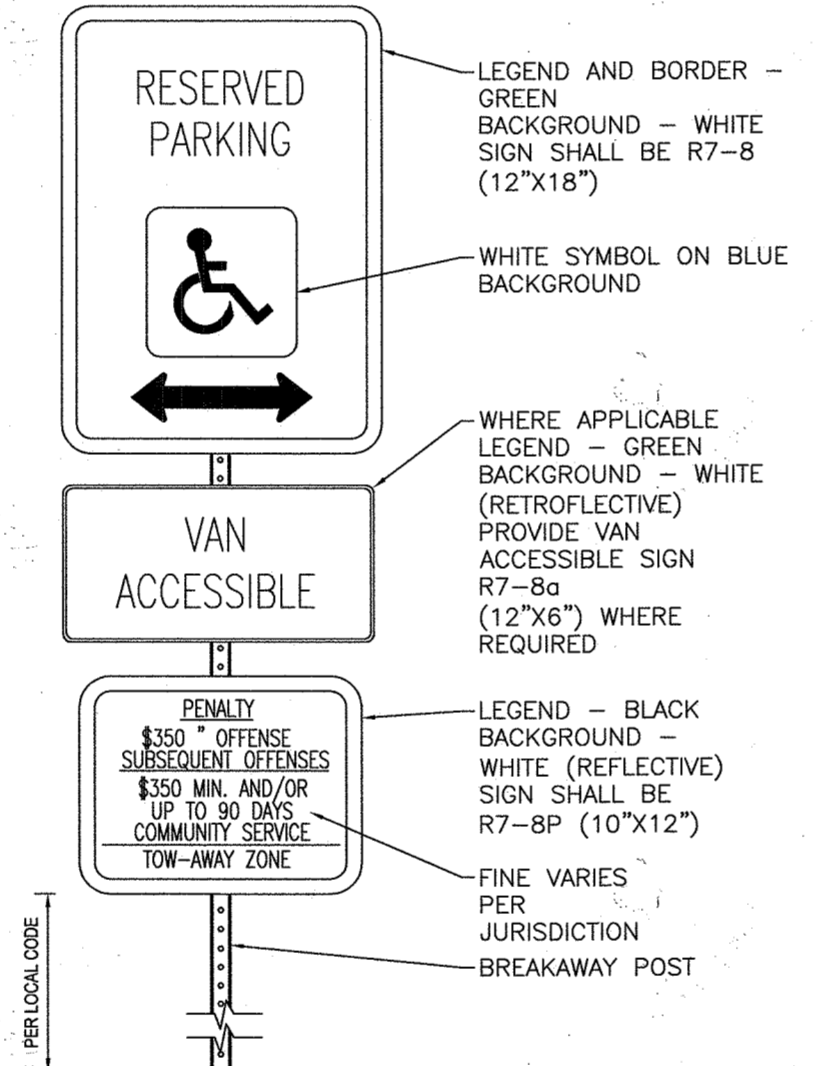 RESERVED
PARKING
LEGEND AND BORDER –
GREEN
BACKGROUND – WHITE
SIGN SHALL BE R7–8
(12"X18")
WHITE SYMBOL ON BLUE
BACKGROUND
VAN
ACCESSIBLE
WHERE APPLICABLE
LEGEND – GREEN
BACKGROUND – WHITE
(RETROFLECTIVE)
PROVIDE VAN
ACCESSIBLE SIGN
R7–8a
(12"X6") WHERE
REQUIRED
PENALTY
$350 " OFFENSE
SUBSEQUENT OFFENSES
$350 MIN. AND/OR
UP TO 90 DAYS
COMMUNITY SERVICE
TOW–AWAY ZONE
LEGEND – BLACK
BACKGROUND –
WHITE (REFLECTIVE)
SIGN SHALL BE
R7–8P (10"X12")
FINE VARIES
PER
JURISDICTION
BREAKAWAY POST
PER LOCAL CODE